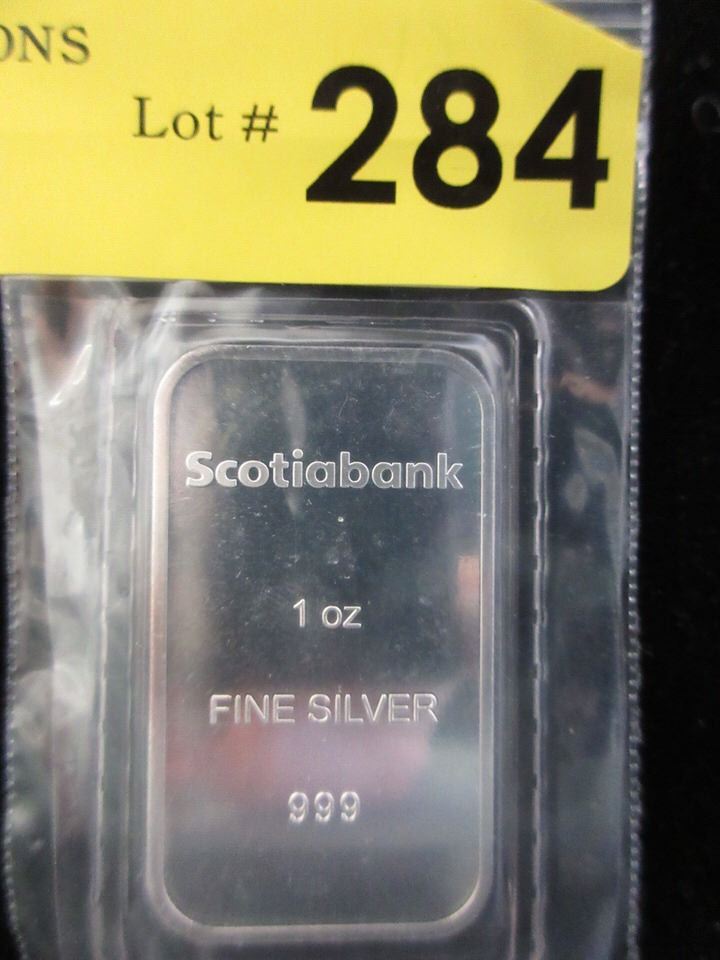 ONS
Lot # 284
Scotiabank
1 oz
FINE SILVER
999